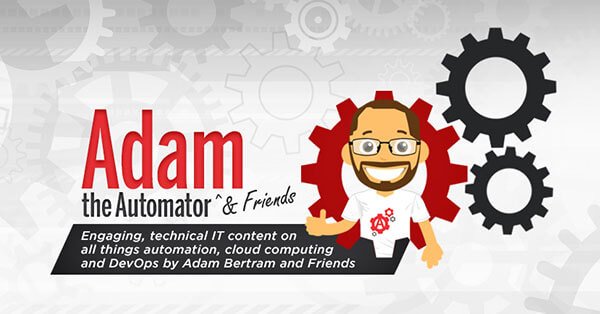 Adam
the Automator ^& Friends
Engaging, technical IT content on
all things automation, cloud computing
and DevOps by Adam Bertram and Friends
A